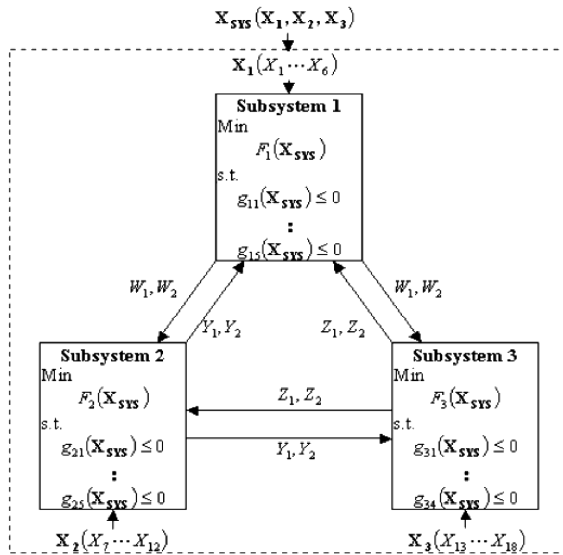 X_SYS(X_1, X_2, X_3)
X_1(X_1⋯X_6)
Subsystem 1
Min
F_1(X_SYS)
s.t.
g_11(X_SYS) ≤ 0
⋮
g_15(X_SYS) ≤ 0
W_1, W_2
Y_1, Y_2
Z_1, Z_2
W_1, W_2
Subsystem 2
Min
F_2(X_SYS)
s.t.
g_21(X_SYS) ≤ 0
⋮
g_25(X_SYS) ≤ 0
Z_1, Z_2
Y_1, Y_2
Subsystem 3
Min
F_3(X_SYS)
s.t.
g_31(X_SYS) ≤ 0
⋮
g_34(X_SYS) ≤ 0
X_2(X_7⋯X_12)
X_3(X_13⋯X_18)